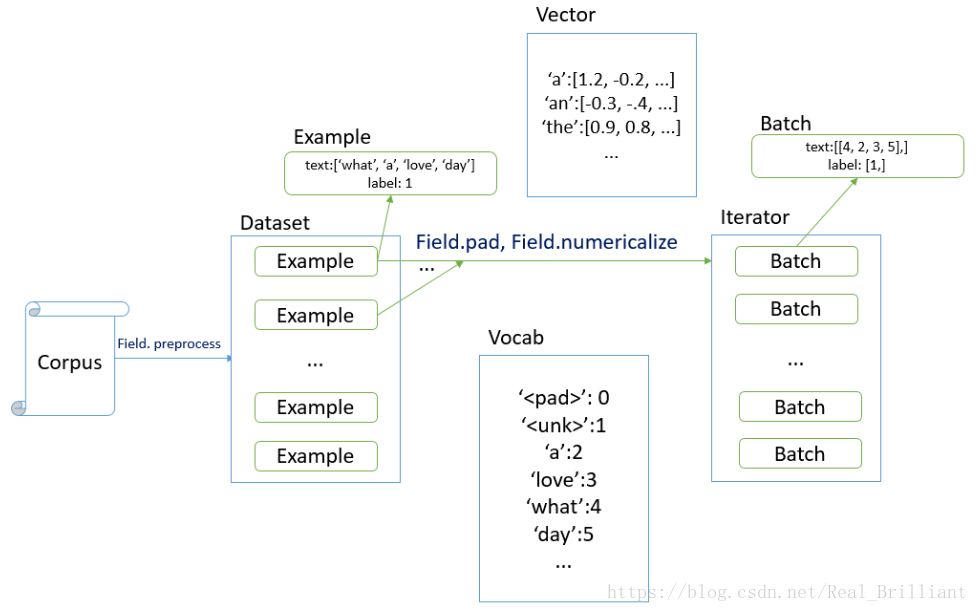 Vector
‘a’:[1.2, -0.2, ...]
‘an’:[-0.3, -.4, ...]
‘the’:[0.9, 0.8, ...]
...
Batch
text:[[4, 2, 3, 5],]
label: [1,]
Example
text:[‘what’, ‘a’, ‘love’, ‘day’]
label: 1
Dataset
Example
Example
...
Example
Example
Field.pad, Field.numericalize
...
Iterator
Batch
Batch
...
Batch
Batch
Corpus
Field. preprocess
Vocab
‘<pad>’: 0
‘<unk>’:1
‘a’:2
‘love’:3
‘what’:4
‘day’:5
...
https://blog.csdn.net/Real_Brilliant